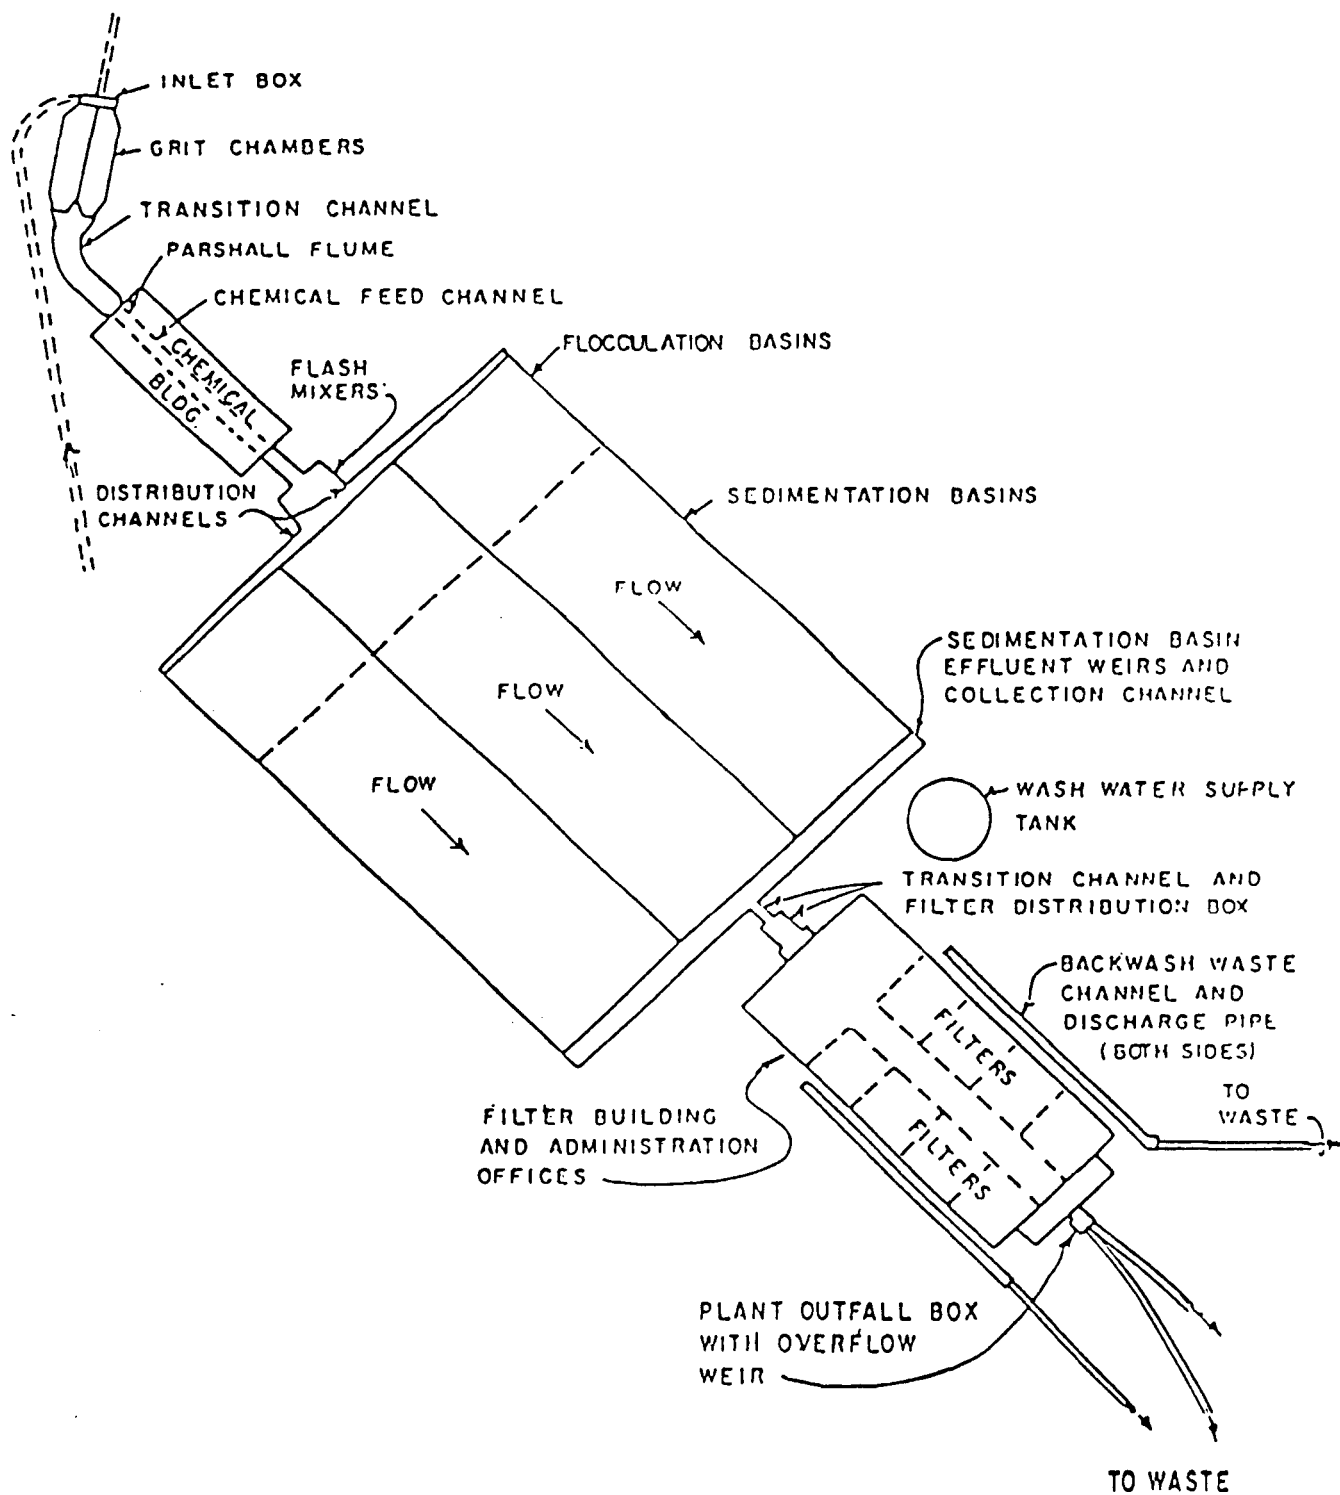 INLET BOX
GRIT CHAMBERS
TRANSITION CHANNEL
PARSHALL FLUME
CHEMICAL FEED CHANNEL
CHEMICAL
BLDG.
FLASH
MIXERS
FLOCCULATION BASINS
DISTRIBUTION
CHANNELS
SEDIMENTATION BASINS
FLOW
FLOW
FLOW
SEDIMENTATION BASIN
EFFLUENT WEIRS AND
COLLECTION CHANNEL
WASH WATER SUPPLY
TANK
TRANSITION CHANNEL AND
FILTER DISTRIBUTION BOX
BACKWASH WASTE
CHANNEL AND
DISCHARGE PIPE
(BOTH SIDES)
FILTERS
FILTERS
TO
WASTE
FILTER BUILDING
AND ADMINISTRATION
OFFICES
PLANT OUTFALL BOX
WITH OVERFLOW
WEIR
TO WASTE